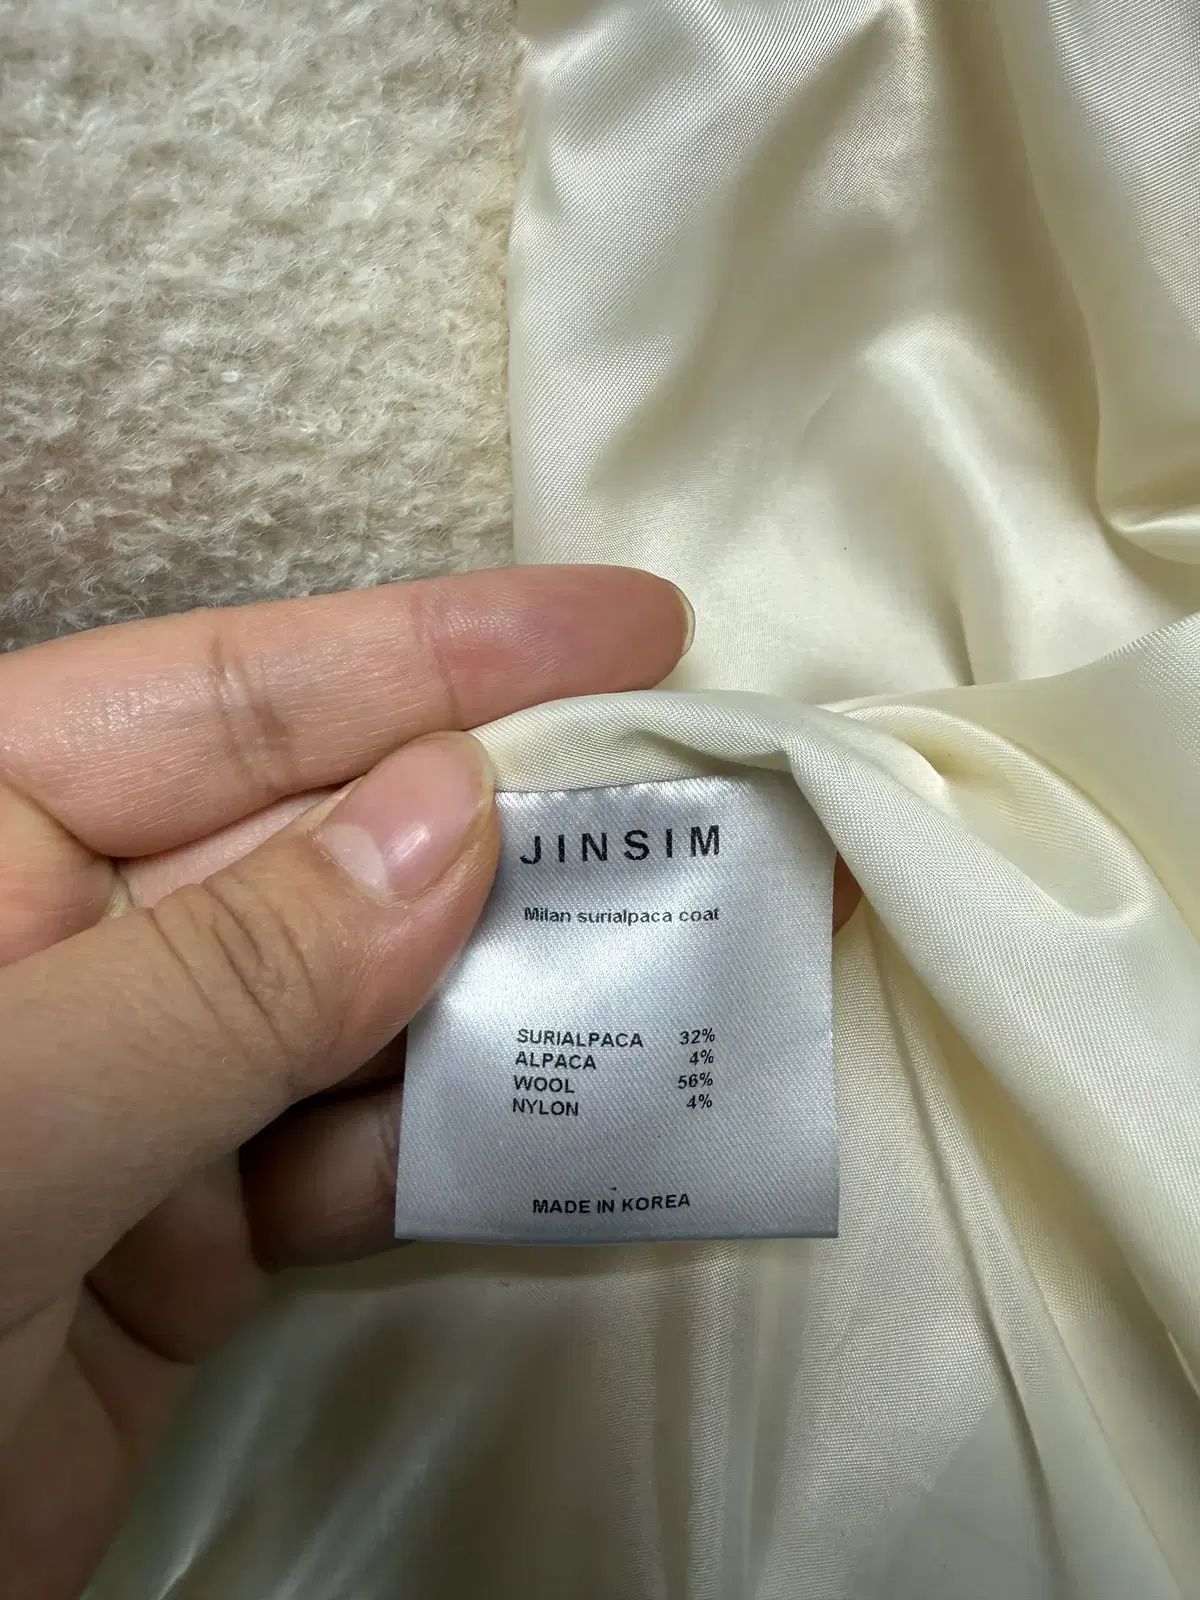 JINSIM
Milan surialpaca coat
SURIALPACA 32%
ALPACA 4%
WOOL 56%
NYLON 4%
MADE IN KOREA